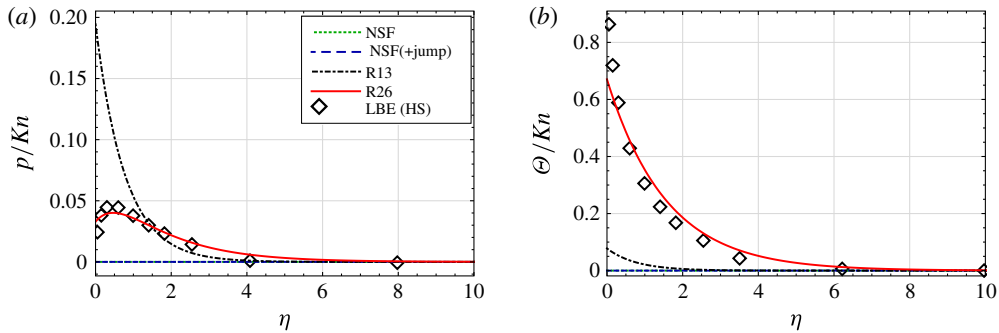 (a)
0.20
0.15
0.10
0.05
0
p/Kn
NSF
NSF(+jump)
R13
R26
LBE (HS)
0 2 4 6 8 10
η
(b)
0.8
0.6
0.4
0.2
0
Θ/Kn
0 2 4 6 8 10
η